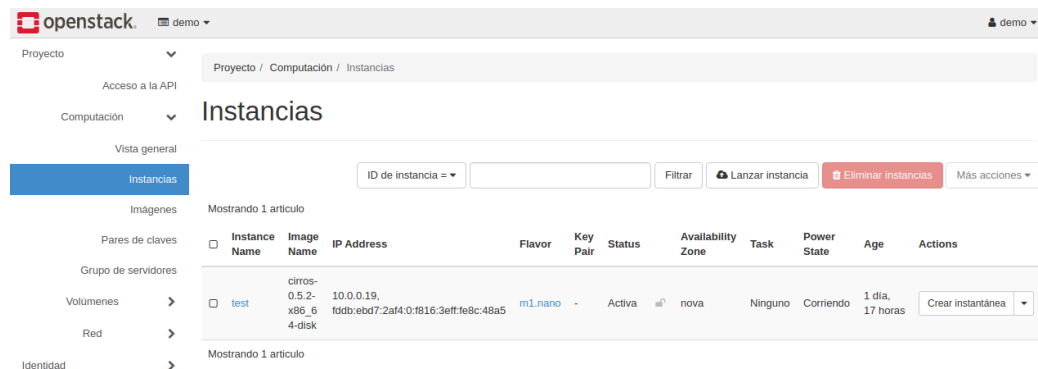 openstack. demo demo
Proyecto
Proyecto / Computación / Instancias
Acceso a la API
Computación
Instancias
Vista general
ID de instancia = Filtrar Lanzar instancia Eliminar instancias Más acciones
Instancias
Imágenes
Mostrando 1 articulo
Pares de claves
Instance Name Image Name IP Address Flavor Key Pair Status Availability Zone Task Power State Age Actions
Grupo de servidores
Volúmenes
test cirros-0.5.2-x86_64-disk 10.0.0.19, fddb:ebd7:2af4:0:f816:3eff:fe8c:48a5 m1.nano - Activa nova Ninguno Corriendo 1 día, 17 horas Crear instantánea
Red
Mostrando 1 articulo
Identidad